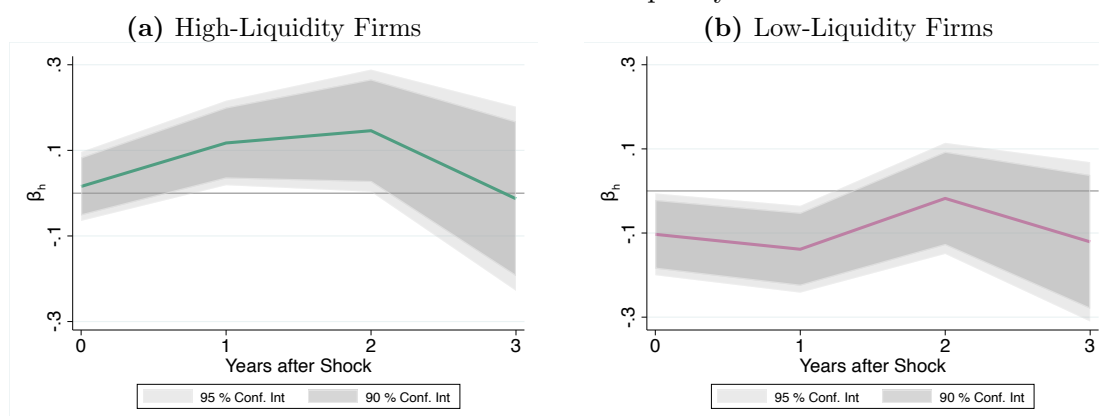 (a) High-Liquidity Firms
.3
.1
-.1
-.3
βh
0 1 2 3
Years after Shock
95 % Conf. Int 90 % Conf. Int
(b) Low-Liquidity Firms
.3
.1
-.1
-.3
βh
0 1 2 3
Years after Shock
95 % Conf. Int 90 % Conf. Int